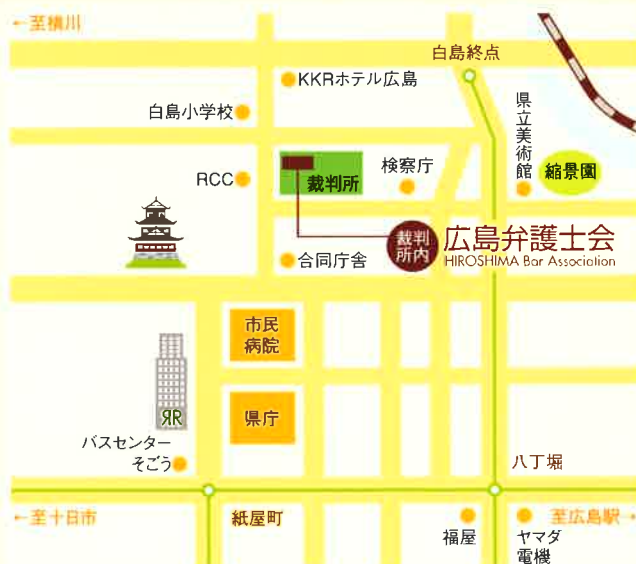 ←至横川
白島終点
KKRホテル広島
白島小学校
県立美術館
縮景園
RCC
裁判所
検察庁
裁判
所内
広島弁護士会
HIROSHIMA Bar Association
合同庁舎
市民
病院
県庁
バスセンター
そごう
八丁堀
←至十日市
紙屋町
福屋
ヤマダ
電機
至広島駅→